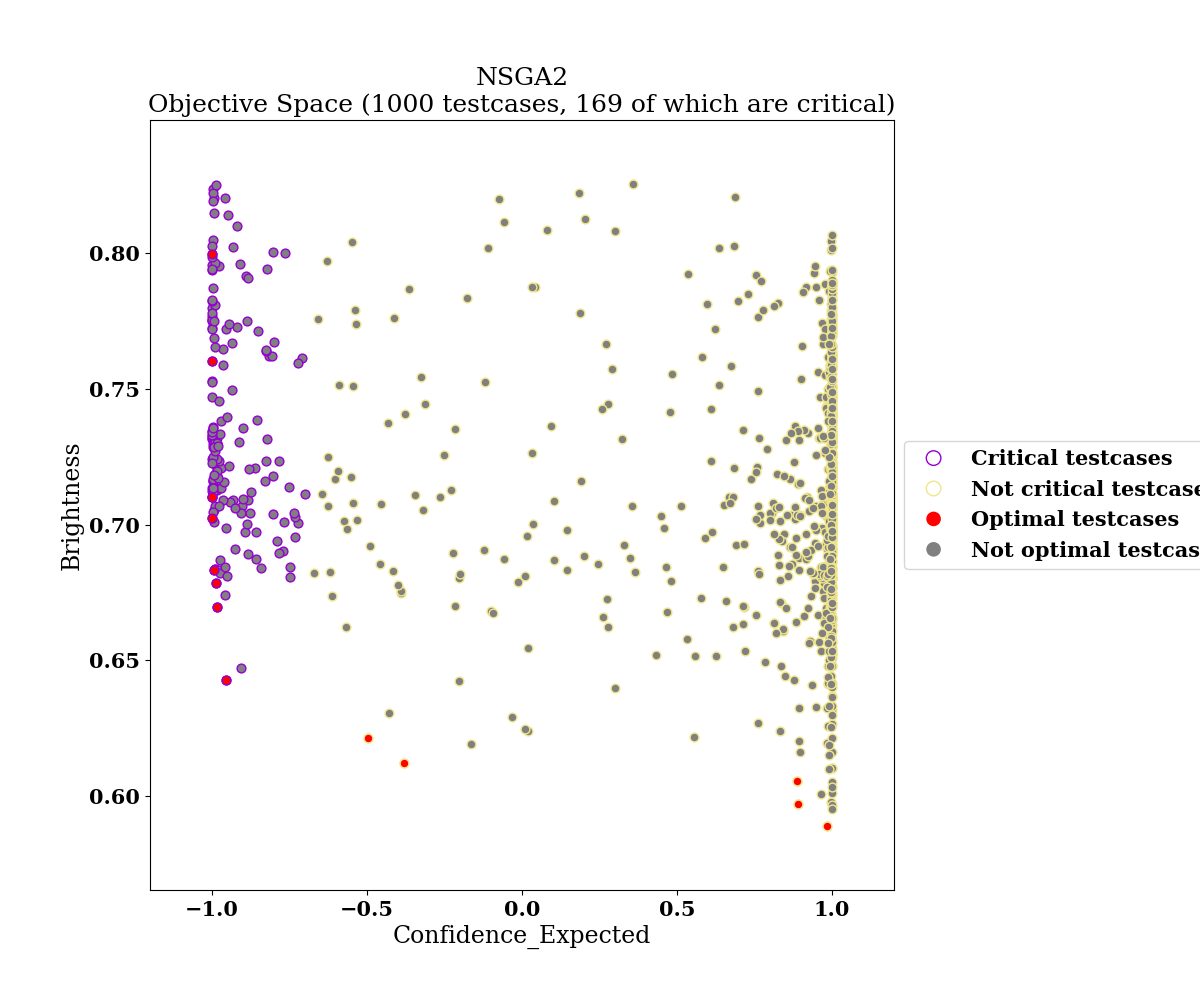 NSGA2
Objective Space (1000 testcases, 169 of which are critical)
Brightness
0.80
0.75
0.70
0.65
0.60
−1.0
−0.5
0.0
0.5
1.0
Confidence_Expected
Critical testcases
Not critical testcase
Optimal testcases
Not optimal testcas